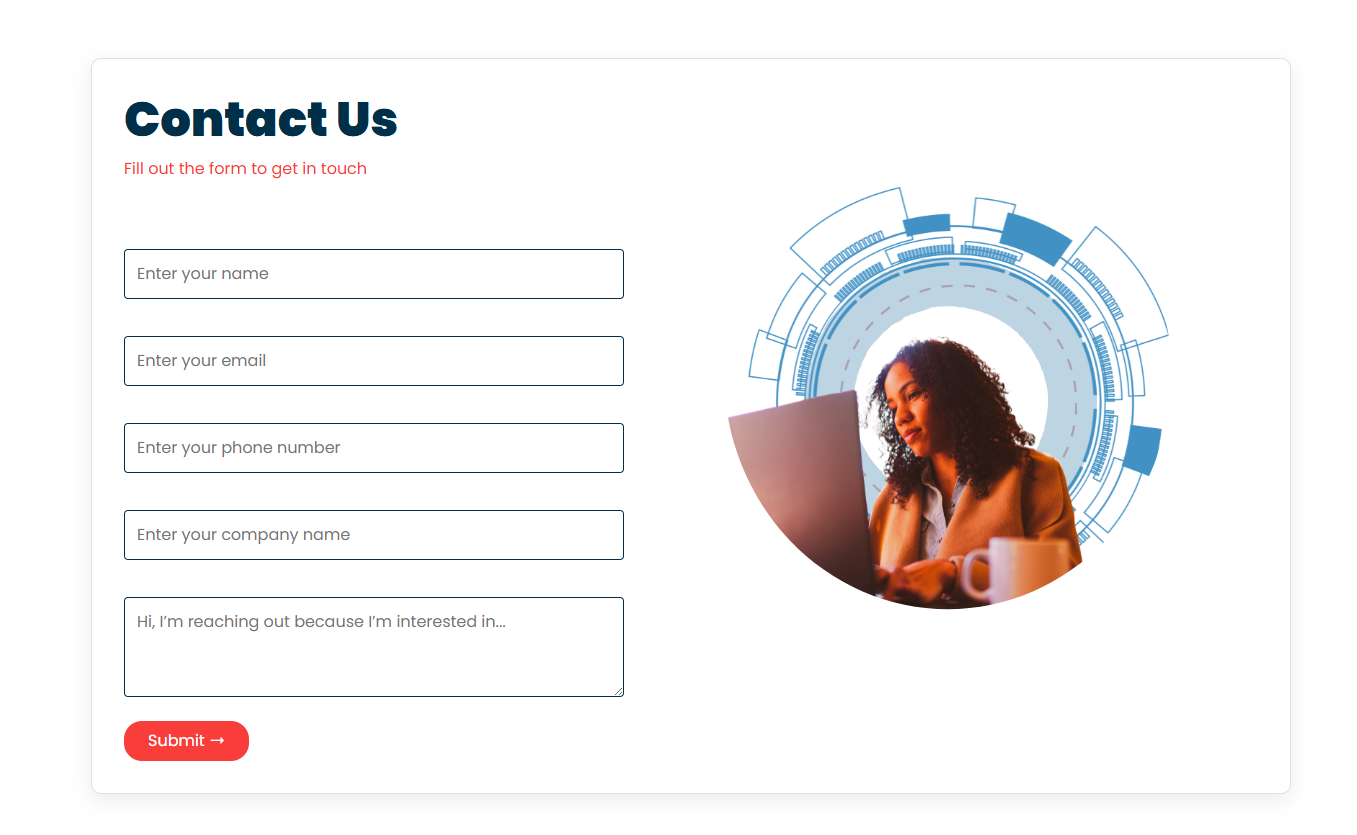 Contact Us
Fill out the form to get in touch
Enter your name
Enter your email
Enter your phone number
Enter your company name
Hi, I’m reaching out because I’m interested in...
Submit →